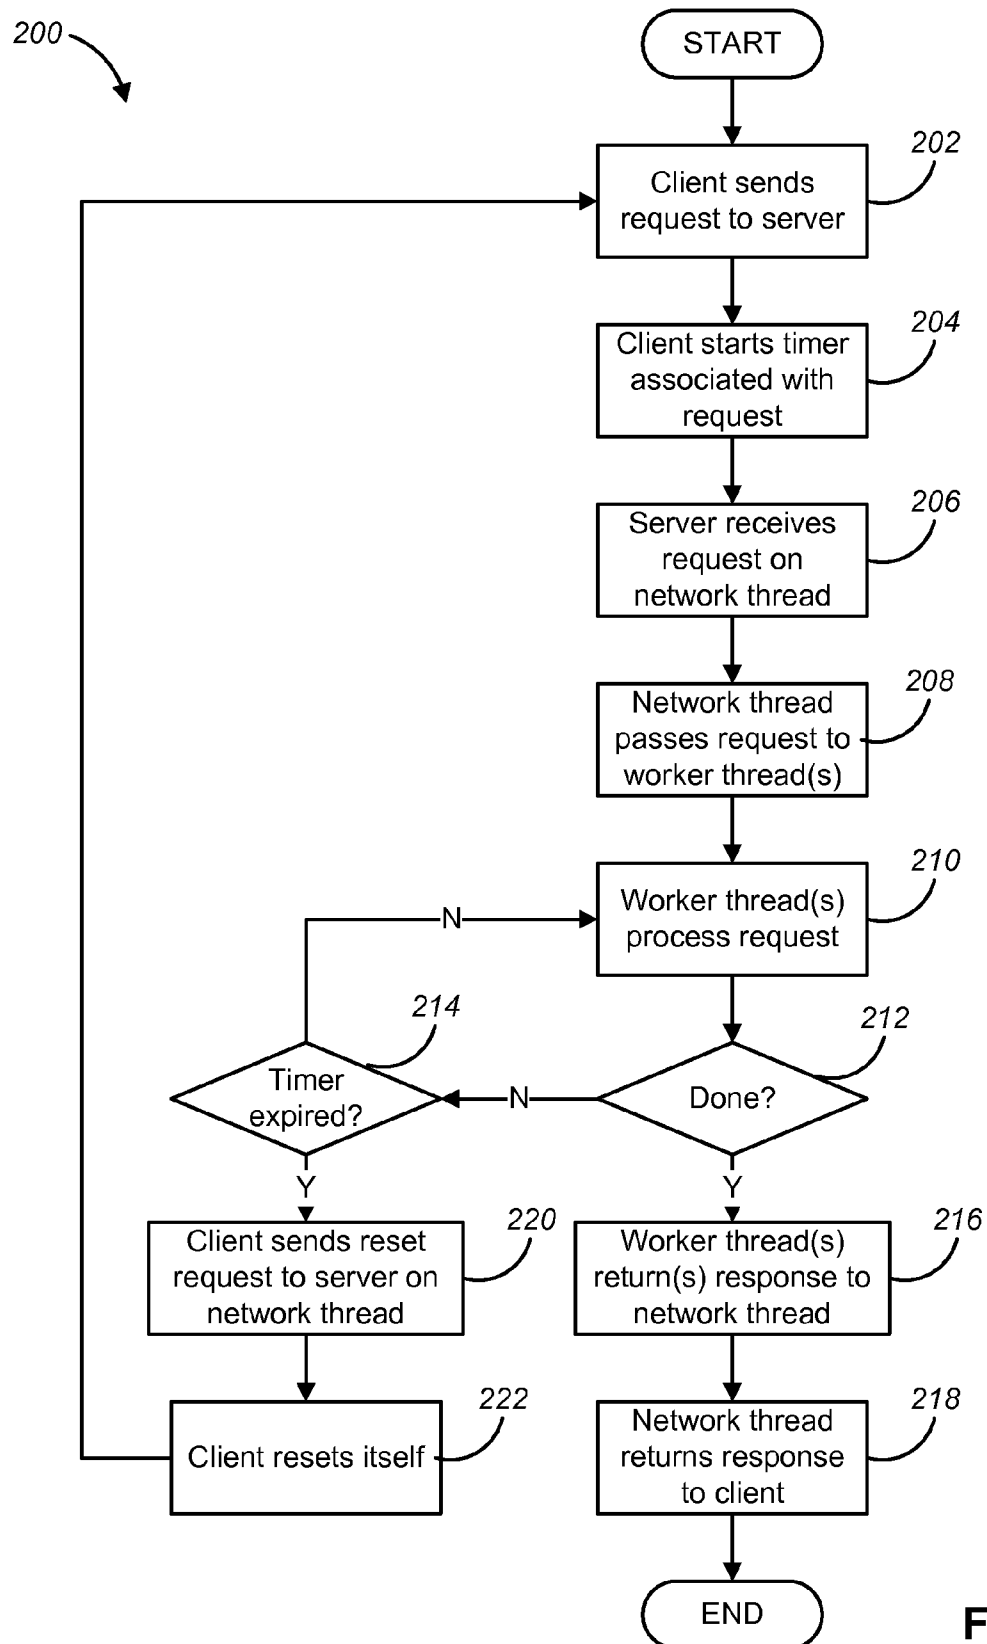 200
START
202
Client sends
request to server
204
Client starts timer
associated with
request
206
Server receives
request on
network thread
208
Network thread
passes request to
worker thread(s)
210
Worker thread(s)
process request
N
214
Timer
expired?
212
Done?
N
Y
Y
220
Client sends reset
request to server on
network thread
216
Worker thread(s)
return(s) response to
network thread
222
Client resets itself
218
Network thread
returns response
to client
END
F